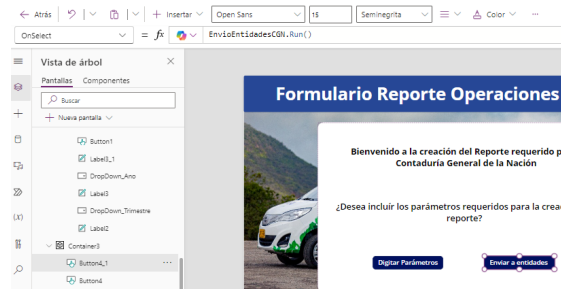 Atrás
Insertar
Open Sans
15
Seminegrita
Color
OnSelect
= fx
EnvioEntidadesCGN.Run()
Vista de árbol
Pantallas Componentes
Buscar
Nueva pantalla
Button1
Label3_1
DropDown_Ano
Label3
DropDown_Trimestre
Label2
Container3
Button4_1
Button4
Formulario Reporte Operaciones
Bienvenido a la creación del Reporte requerido p
Contaduría General de la Nación
¿Desea incluír los parámetros requeridos para la crea
reporte?
Digitar Parámetros
Enviar a entidades